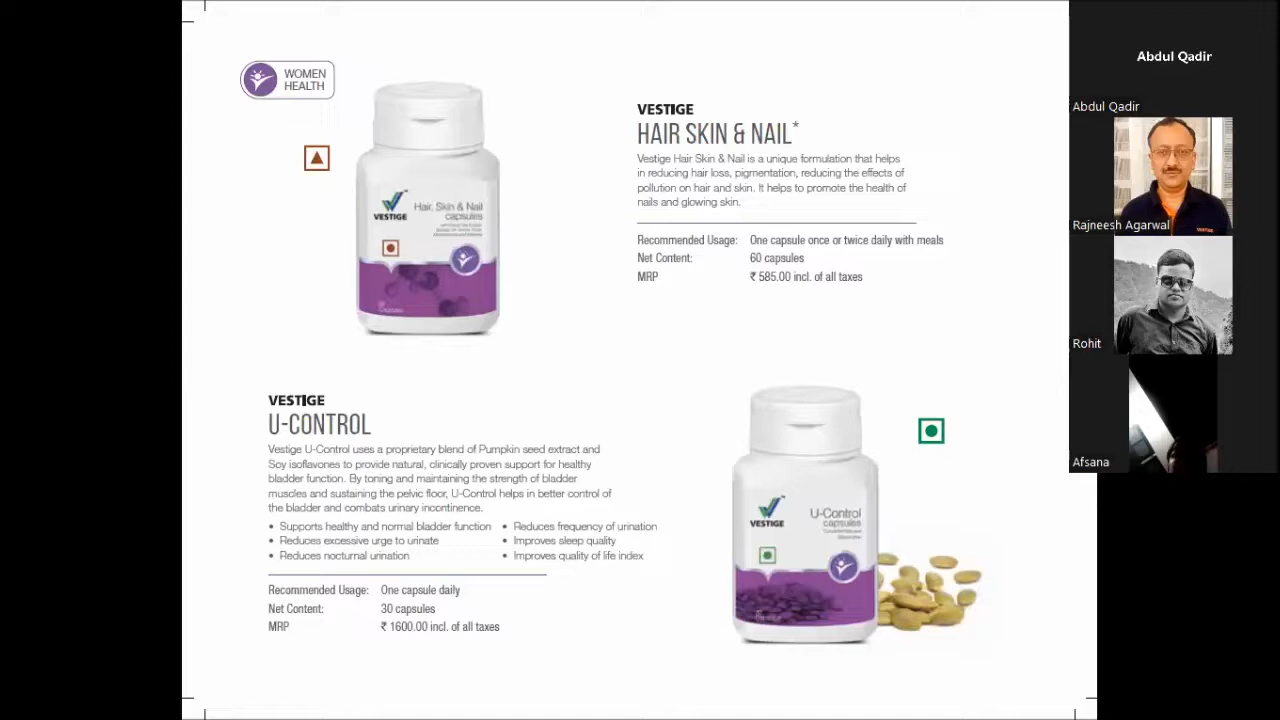 WOMEN
HEALTH
VESTIGE
HAIR SKIN & NAIL*
Vestige Hair Skin & Nail is a unique formulation that helps
in reducing hair loss, pigmentation, reducing the effects of
pollution on hair and skin. It helps to promote the health of
nails and glowing skin.
Recommended Usage: One capsule once or twice daily with meals
Net Content: 60 capsules
MRP ₹ 585.00 incl. of all taxes
VESTIGE
Hair, Skin & Nail
capsules
VESTIGE
U-CONTROL
Vestige U-Control uses a proprietary blend of Pumpkin seed extract and
Soy isoflavones to provide natural, clinically proven support for healthy
bladder function. By toning and maintaining the strength of bladder
muscles and sustaining the pelvic floor, U-Control helps in better control of
the bladder and combats urinary incontinence.
• Supports healthy and normal bladder function
• Reduces excessive urge to urinate
• Reduces nocturnal urination
• Reduces frequency of urination
• Improves sleep quality
• Improves quality of life index
Recommended Usage: One capsule daily
Net Content: 30 capsules
MRP ₹ 1600.00 incl. of all taxes
VESTIGE
U-Control
capsules
Abdul Qadir
Abdul Qadir
Rajneesh Agarwal
Rohit
Afsana